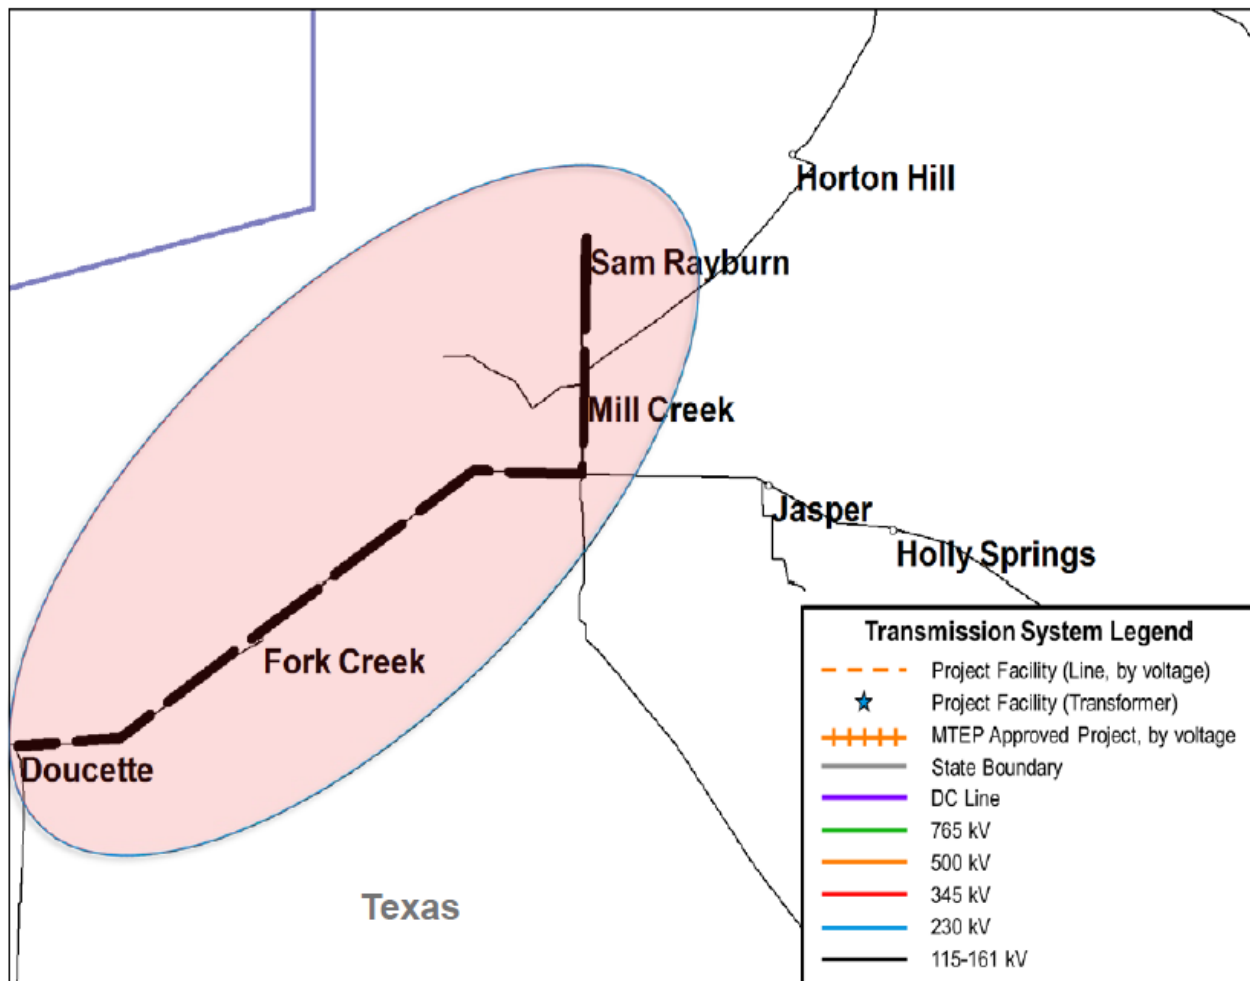 Horton Hill
Sam Rayburn
Mill Creek
Jasper
Holly Springs
Fork Creek
Doucette
Texas
Transmission System Legend
Project Facility (Line, by voltage)
Project Facility (Transformer)
MTEP Approved Project, by voltage
State Boundary
DC Line
765 kV
500 kV
345 kV
230 kV
115-161 kV